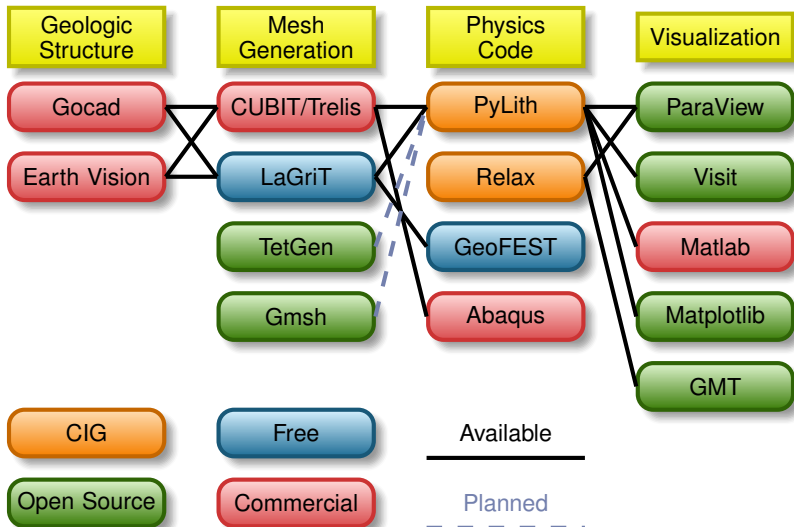 Geologic
Structure
Mesh
Generation
Physics
Code
Visualization
Gocad
CUBIT/Trelis
PyLith
ParaView
Earth Vision
LaGriT
Relax
Visit
TetGen
GeoFEST
Matlab
Gmsh
Abaqus
Matplotlib
GMT
CIG
Free
Available
Open Source
Commercial
Planned